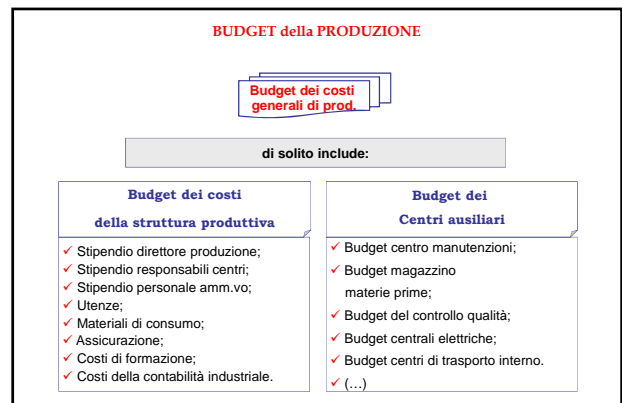 BUDGET della PRODUZIONE
Budget dei costi
generali di prod.
di solito include:
Budget dei costi
della struttura produttiva
✓ Stipendio direttore produzione;
✓ Stipendio responsabili centri;
✓ Stipendio personale amm.vo;
✓ Utenze;
✓ Materiali di consumo;
✓ Assicurazione;
✓ Costi di formazione;
✓ Costi della contabilità industriale.
Budget dei
Centri ausiliari
✓ Budget centro manutenzioni;
✓ Budget magazzino
materie prime;
✓ Budget del controllo qualità;
✓ Budget centrali elettriche;
✓ Budget centri di trasporto interno.
✓ (…)